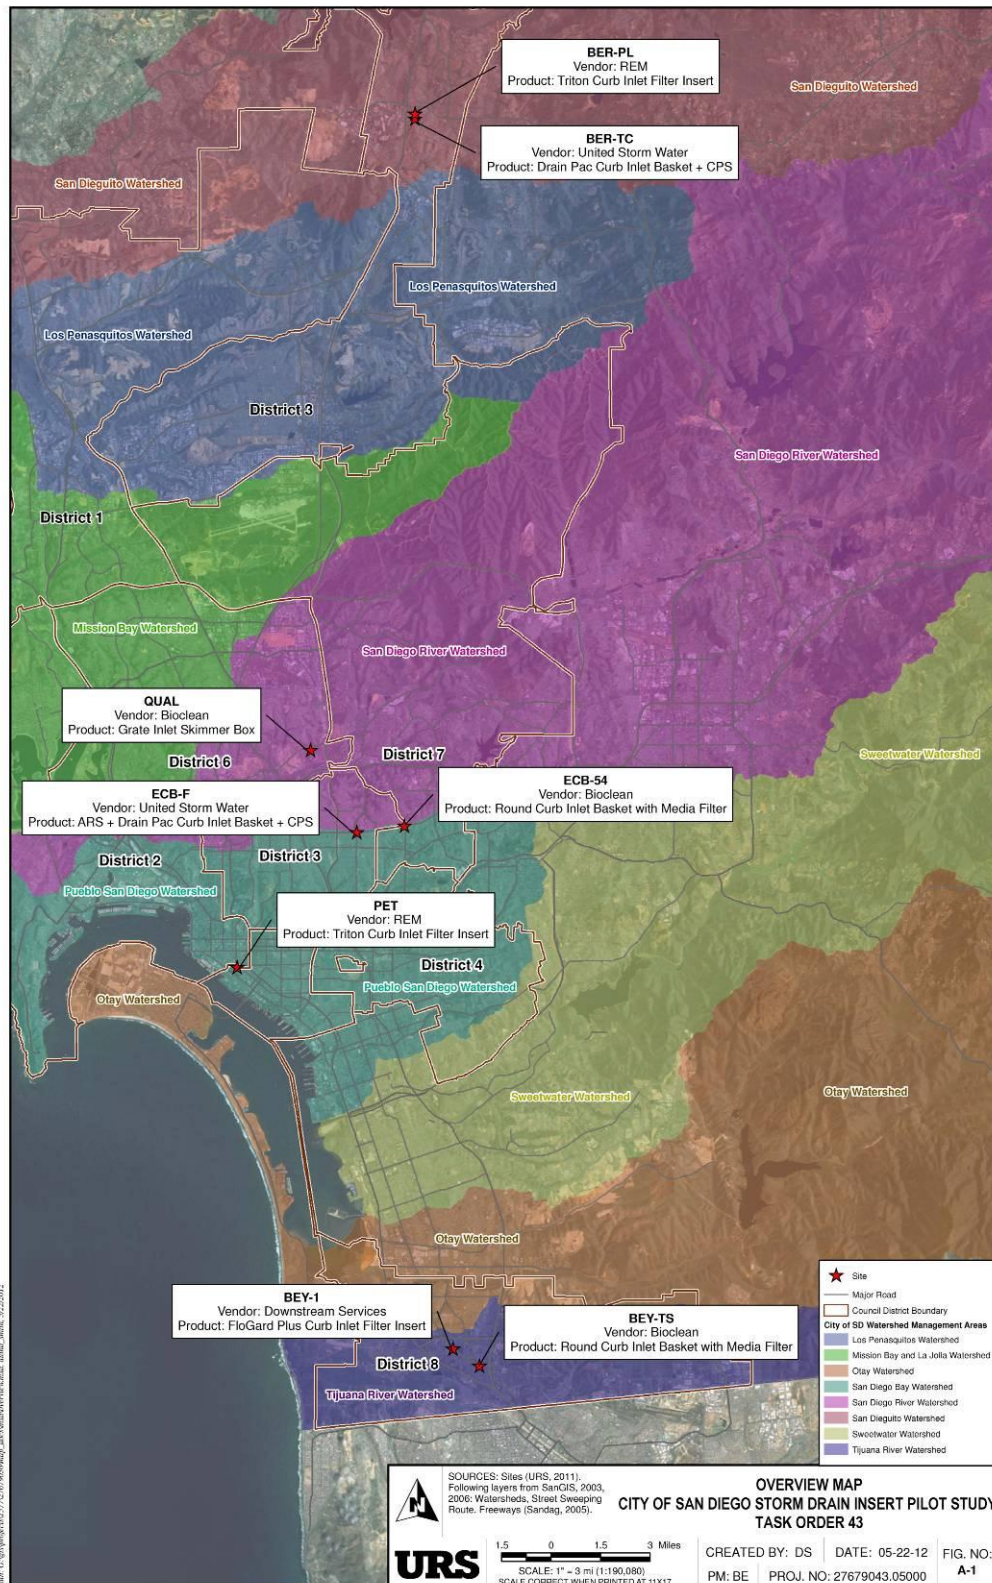 BER-PL
Vendor: REM
Product: Triton Curb Inlet Filter Insert
San Dieguito Watershed
BER-TC
Vendor: United Storm Water
Product: Drain Pac Curb Inlet Basket + CPS
San Dieguito Watershed
Los Penasquitos Watershed
Los Penasquitos Watershed
District 3
San Diego River Watershed
District 1
Mission Bay Watershed
San Diego River Watershed
QUAL
Vendor: Bioclean
Product: Grate Inlet Skimmer Box
District 7
District 6
Sweetwater Watershed
ECB-54
Vendor: Bioclean
Product: Round Curb Inlet Basket with Media Filter
ECB-F
Vendor: United Storm Water
Product: ARS + Drain Pac Curb Inlet Basket + CPS
District 2
District 3
Pueblo San Diego Watershed
PET
Vendor: REM
Product: Triton Curb Inlet Filter Insert
District 4
Pueblo San Diego Watershed
Otay Watershed
Otay Watershed
Sweetwater Watershed
Otay Watershed
BEY-1
Vendor: Downstream Services
Product: FloGard Plus Curb Inlet Filter Insert
BEY-TS
Vendor: Bioclean
Product: Round Curb Inlet Basket with Media Filter
District 8
Tijuana River Watershed
Site
Major Road
Council District Boundary
City of SD Watershed Management Areas
Los Penasquitos Watershed
Mission Bay and La Jolla Watershed
Otay Watershed
San Diego Bay Watershed
San Diego River Watershed
San Dieguito Watershed
Sweetwater Watershed
Tijuana River Watershed
SOURCES: Sites (URS, 2011).
Following layers from SanGIS, 2003,
2006: Watersheds, Street Sweeping
Route. Freeways (Sandag, 2005).
OVERVIEW MAP
CITY OF SAN DIEGO STORM DRAIN INSERT PILOT STUDY
TASK ORDER 43
URS
1.5 0 1.5 3 Miles
SCALE: 1" = 3 mi (1:190,080)
SCALE CORRECT WHEN PRINTED AT 11X17
CREATED BY: DS
DATE: 05-22-12
FIG. NO:
A-1
PM: BE
PROJ. NO: 27679043.05000